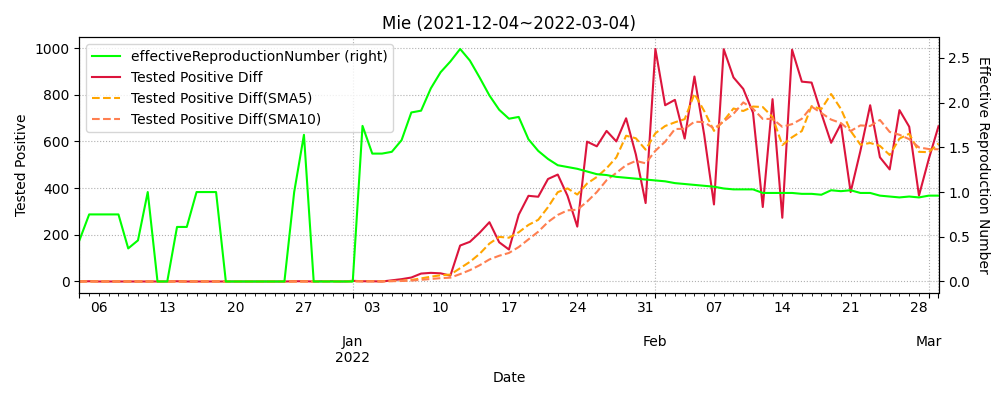 Mie (2021-12-04~2022-03-04)
effectiveReproductionNumber (right)
Tested Positive Diff
Tested Positive Diff(SMA5)
Tested Positive Diff(SMA10)
Tested Positive
1000
800
600
400
200
0
2.5
2.0
1.5
1.0
0.5
0.0
Effective Reproduction Number
06 13 20 27 03 10 17 24 31 07 14 21 28
Jan Feb Mar
2022
Date